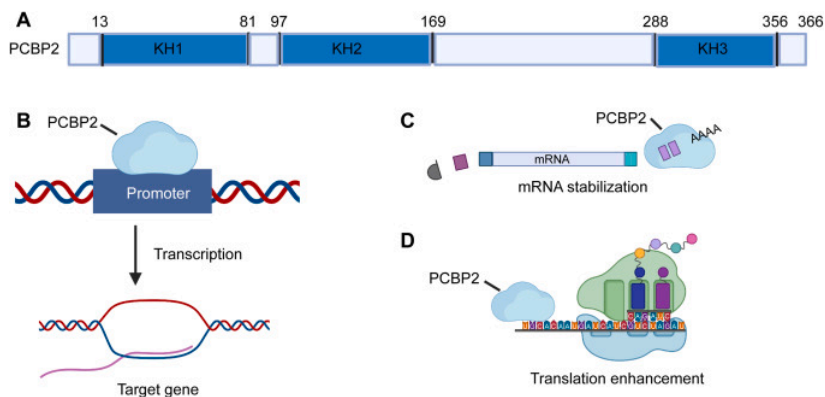 A
13 81 97 169 288 356 366
PCBP2 KH1 KH2 KH3
B
PCBP2
Promoter
Transcription
Target gene
C
PCBP2
AAAA
mRNA
mRNA stabilization
D
PCBP2
Translation enhancement